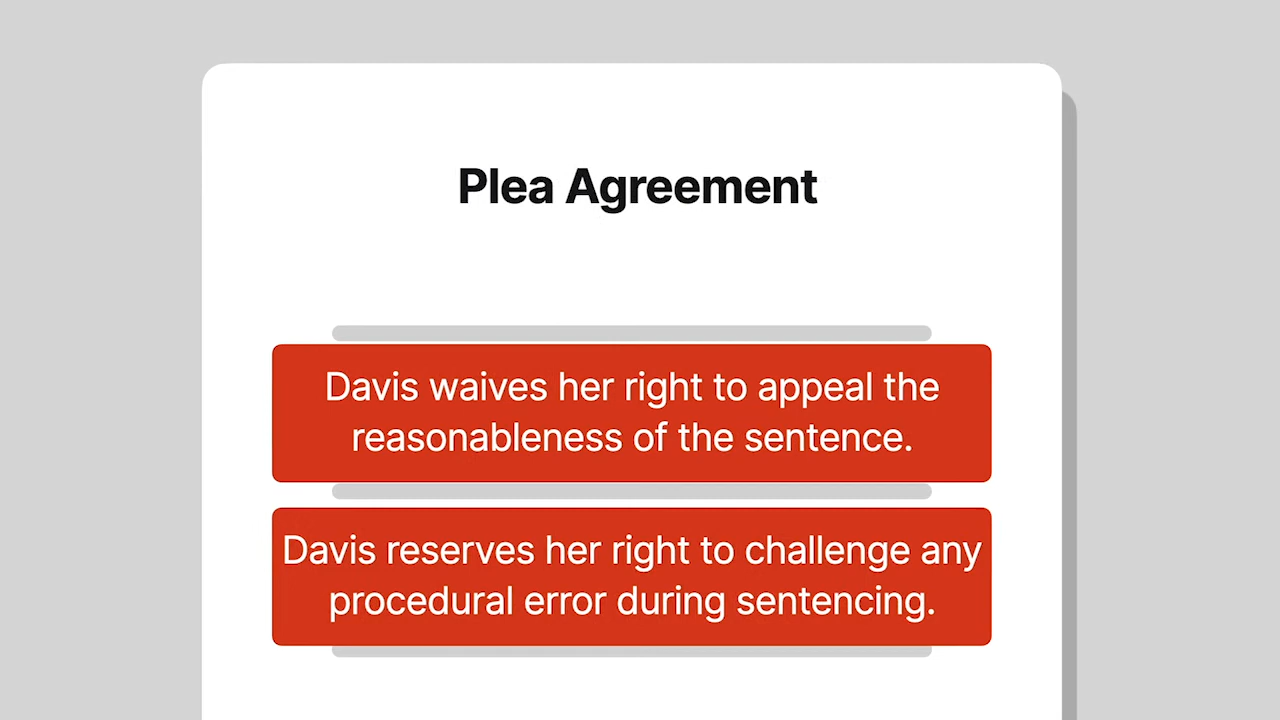 Plea Agreement
Davis waives her right to appeal the
reasonableness of the sentence.
Davis reserves her right to challenge any
procedural error during sentencing.